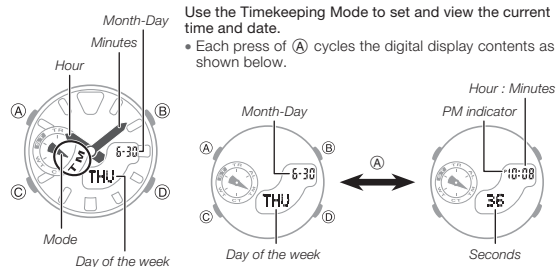 Use the Timekeeping Mode to set and view the current
time and date.
• Each press of Ⓐ cycles the digital display contents as
shown below.
Month-Day
Minutes
Hour
Ⓐ
Ⓑ
TM
6-30
THU
Ⓒ
Ⓓ
Mode
Day of the week
Month-Day
Ⓐ
Ⓑ
6-30
THU
Ⓒ
Ⓓ
Day of the week
Ⓐ
Hour : Minutes
PM indicator
P10:08
36
Seconds